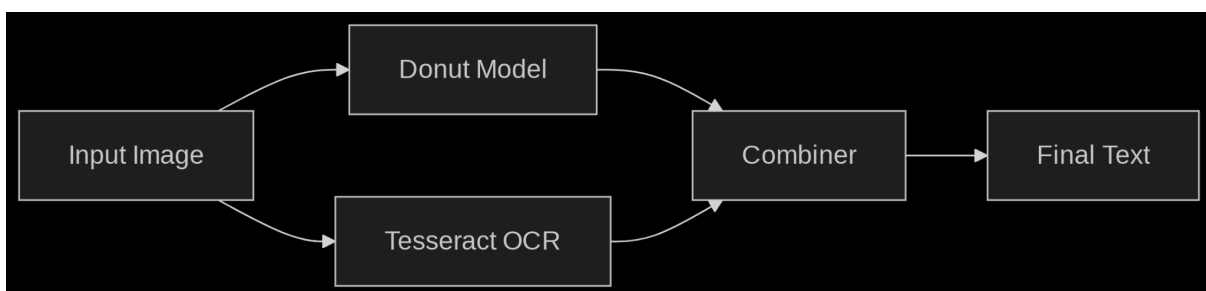 Donut Model
Input Image
Combiner
Final Text
Tesseract OCR